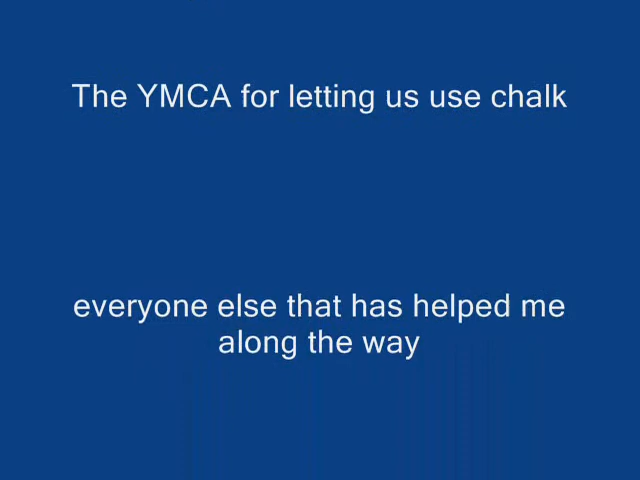 The YMCA for letting us use chalk
everyone else that has helped me
along the way